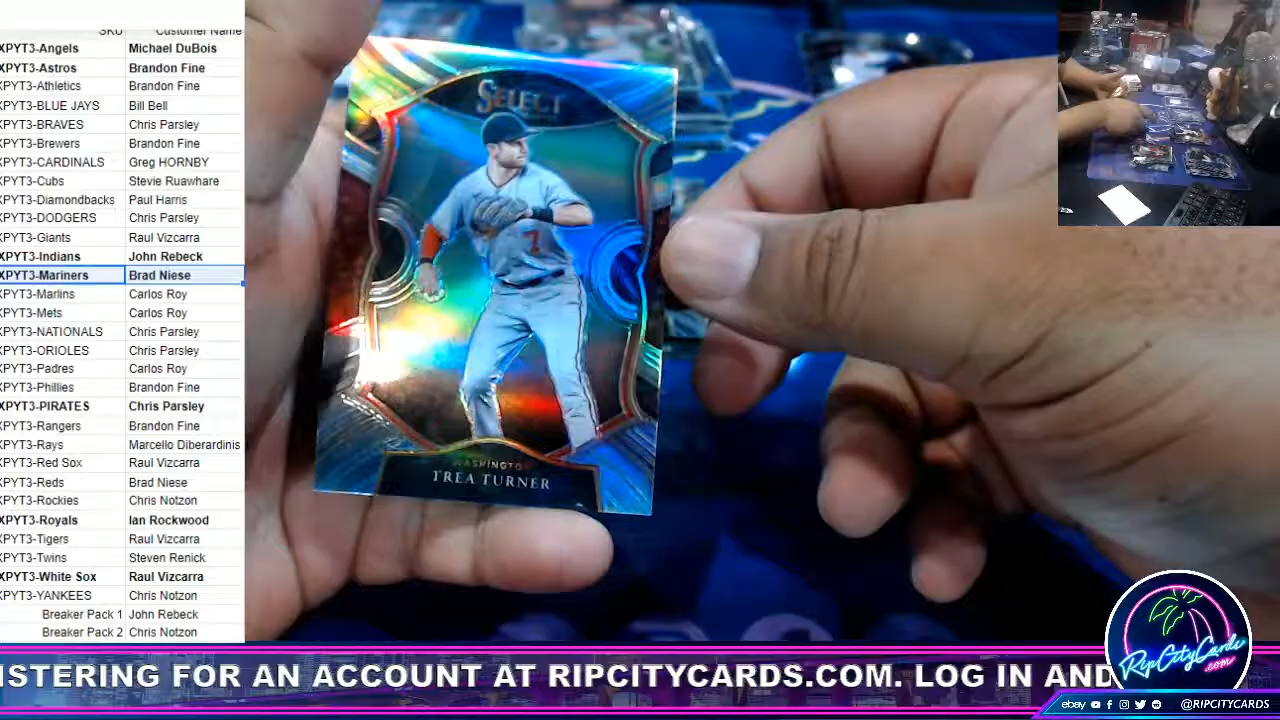 SKU Customer Name
XPYT3-Angels Michael DuBois
XPYT3-Astros Brandon Fine
XPYT3-Athletics Brandon Fine
XPYT3-BLUE JAYS Bill Bell
XPYT3-BRAVES Chris Parsley
XPYT3-Brewers Brandon Fine
XPYT3-CARDINALS Greg HORNBY
XPYT3-Cubs Stevie Ruawhare
XPYT3-Diamondbacks Paul Harris
XPYT3-DODGERS Chris Parsley
XPYT3-Giants Raul Vizcarra
XPYT3-Indians John Rebeck
XPYT3-Mariners Brad Niese
XPYT3-Marlins Carlos Roy
XPYT3-Mets Carlos Roy
XPYT3-NATIONALS Chris Parsley
XPYT3-ORIOLES Chris Parsley
XPYT3-Padres Carlos Roy
XPYT3-Phillies Brandon Fine
XPYT3-PIRATES Chris Parsley
XPYT3-Rangers Brandon Fine
XPYT3-Rays Marcello Diberardinis
XPYT3-Red Sox Raul Vizcarra
XPYT3-Reds Brad Niese
XPYT3-Rockies Chris Notzon
XPYT3-Royals Ian Rockwood
XPYT3-Tigers Raul Vizcarra
XPYT3-Twins Steven Renick
XPYT3-White Sox Raul Vizcarra
XPYT3-YANKEES Chris Notzon
Breaker Pack 1 John Rebeck
Breaker Pack 2 Chris Notzon
SELECT
7
WASHINGTON
TREA TURNER
ISTERING FOR AN ACCOUNT AT RIPCITYCARDS.COM. LOG IN AND
RipCityCards
.com
ebay @RIPCITYCARDS